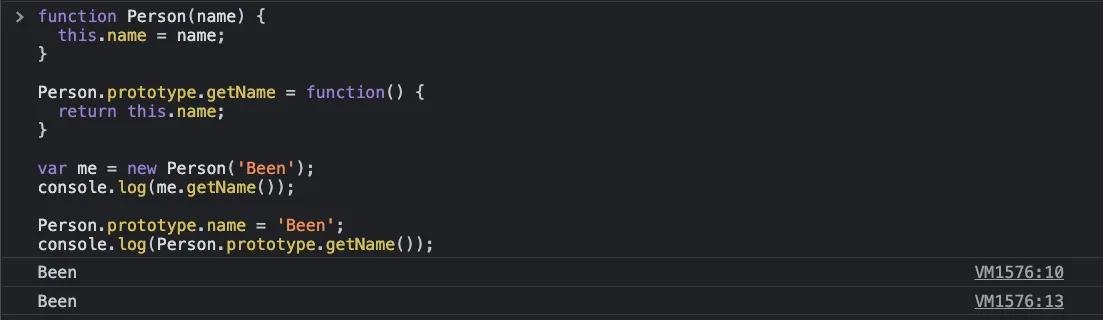 > function Person(name) {
  this.name = name;
}

Person.prototype.getName = function() {
  return this.name;
}

var me = new Person('Been');
console.log(me.getName());

Person.prototype.name = 'Been';
console.log(Person.prototype.getName());
Been VM1576:10
Been VM1576:13